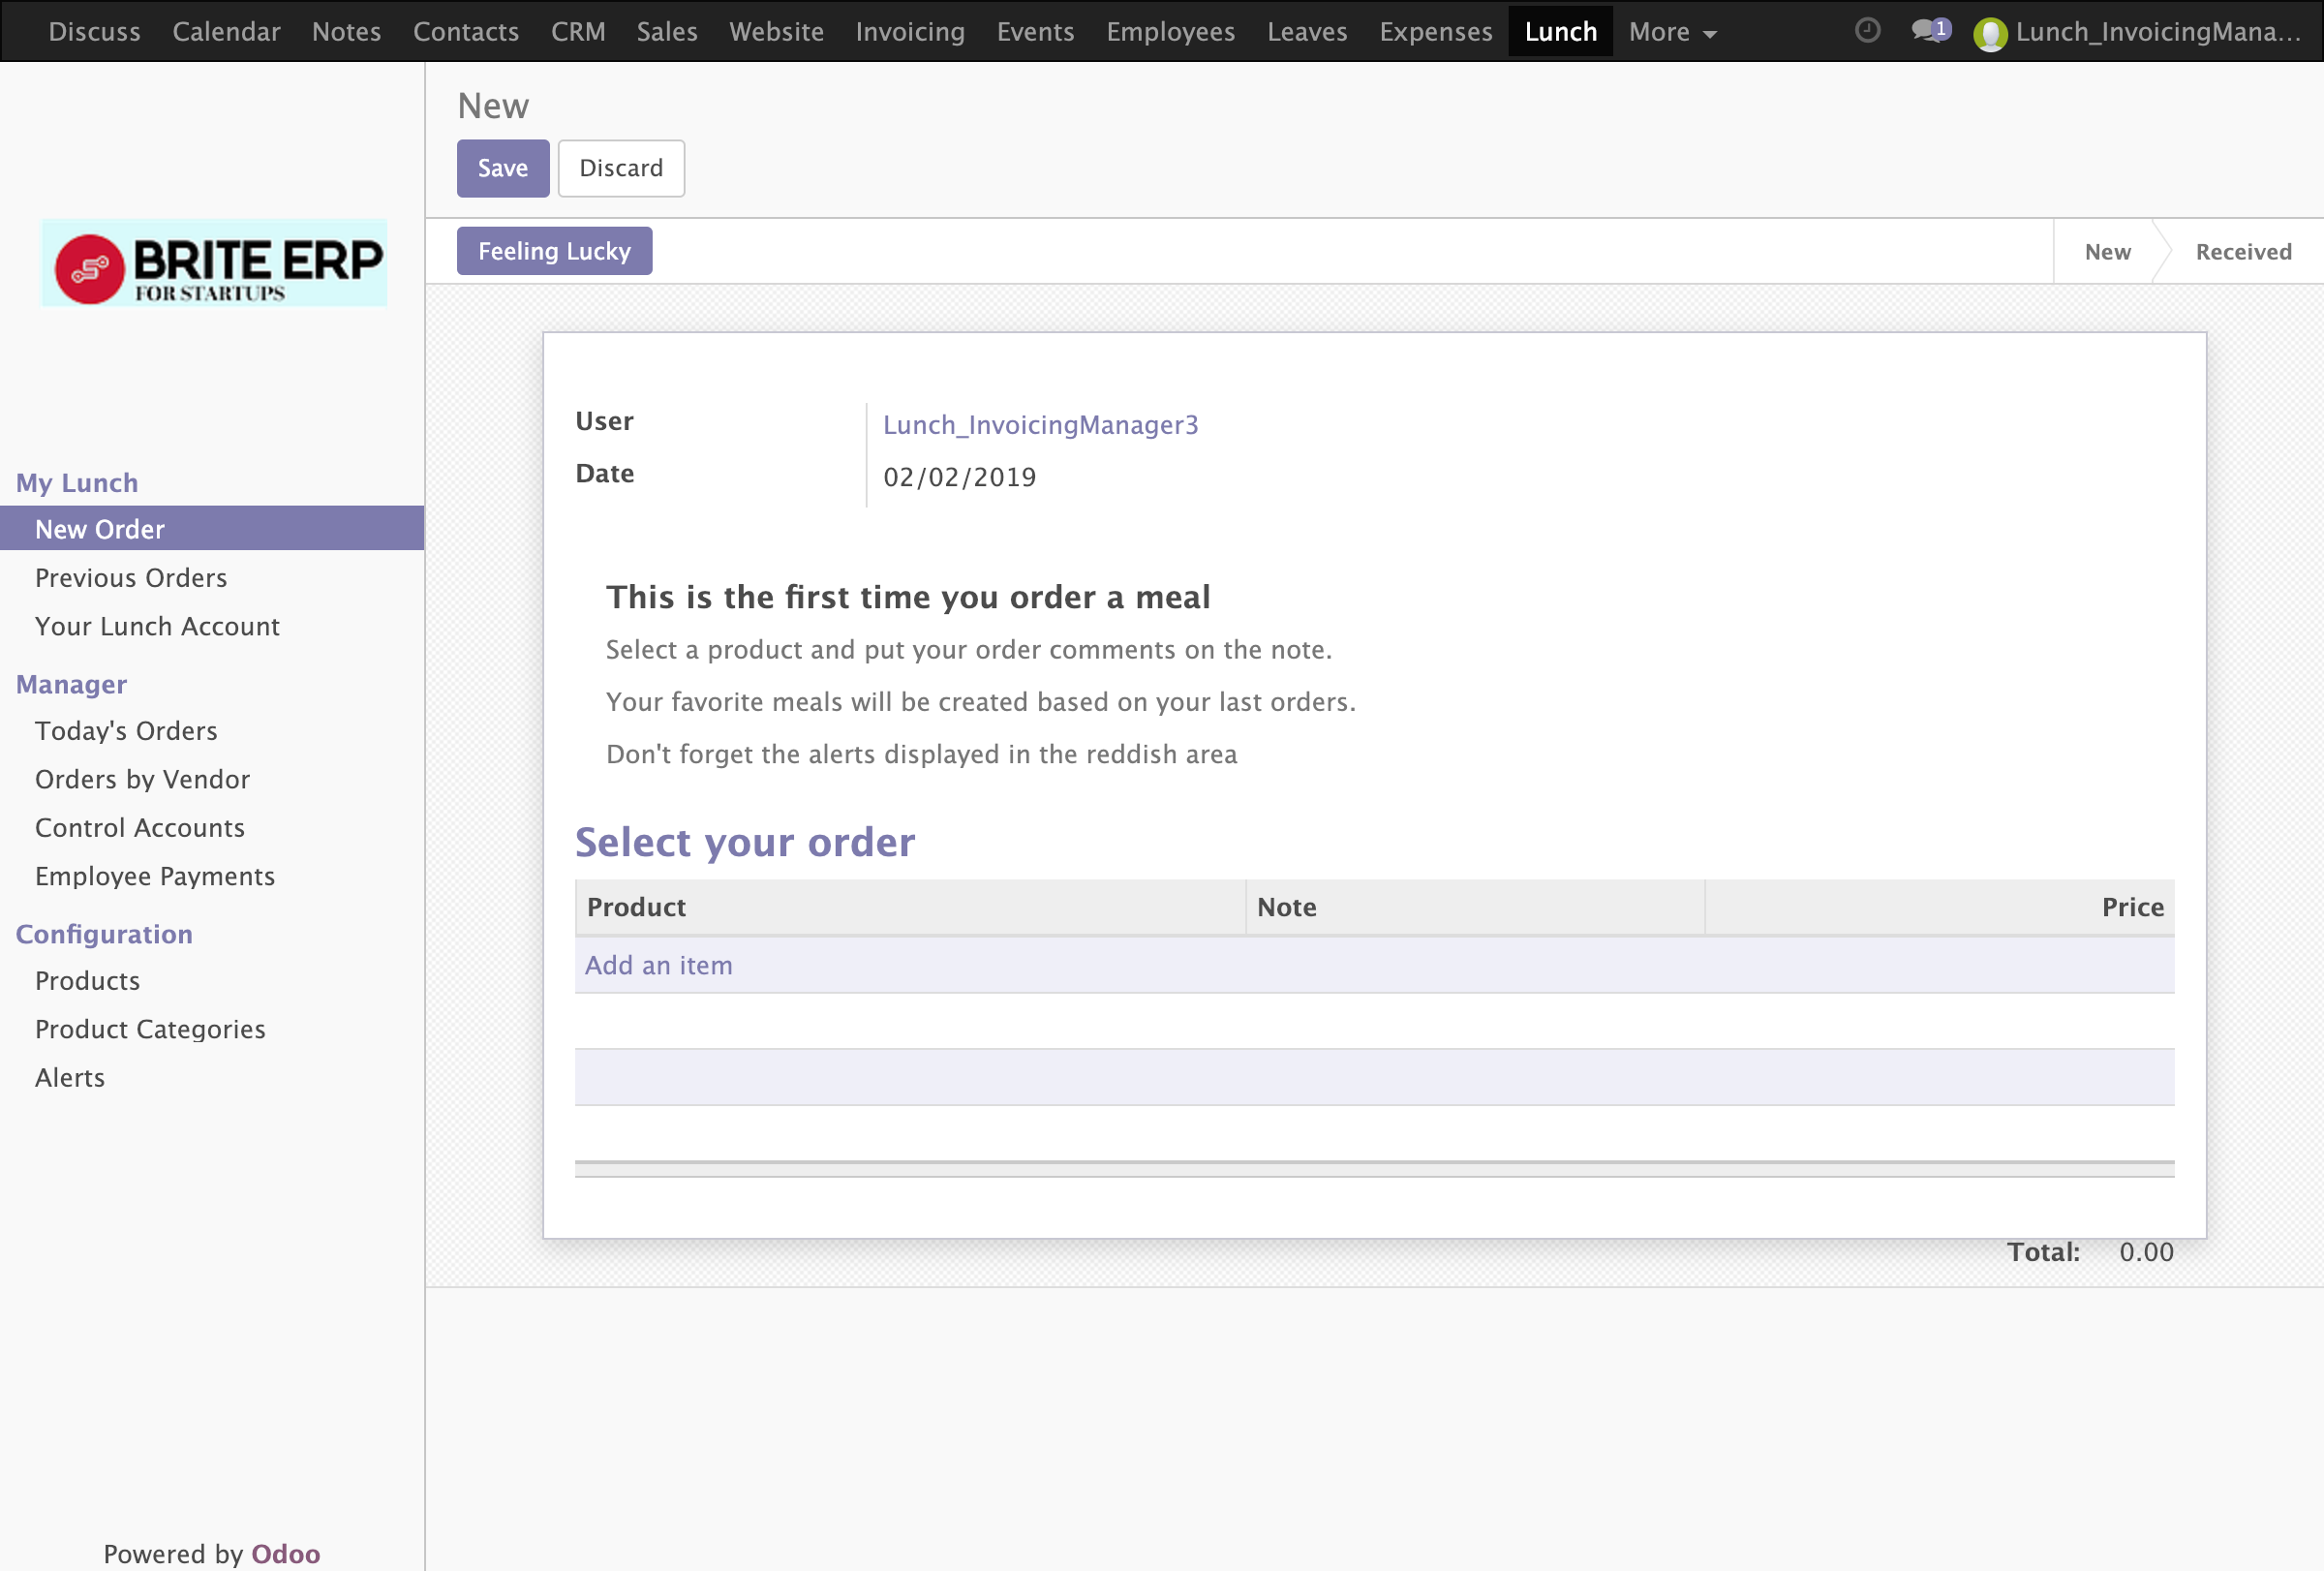 Discuss Calendar Notes Contacts CRM Sales Website Invoicing Events Employees Leaves Expenses Lunch More 1 Lunch_InvoicingMana...
New
Save Discard
Feeling Lucky New Received
BRITE ERP
FOR STARTUPS
My Lunch
New Order
Previous Orders
Your Lunch Account
Manager
Today's Orders
Orders by Vendor
Control Accounts
Employee Payments
Configuration
Products
Product Categories
Alerts
Powered by Odoo
User Lunch_InvoicingManager3
Date 02/02/2019
This is the first time you order a meal
Select a product and put your order comments on the note.
Your favorite meals will be created based on your last orders.
Don't forget the alerts displayed in the reddish area
Select your order
Product Note Price
Add an item
Total: 0.00